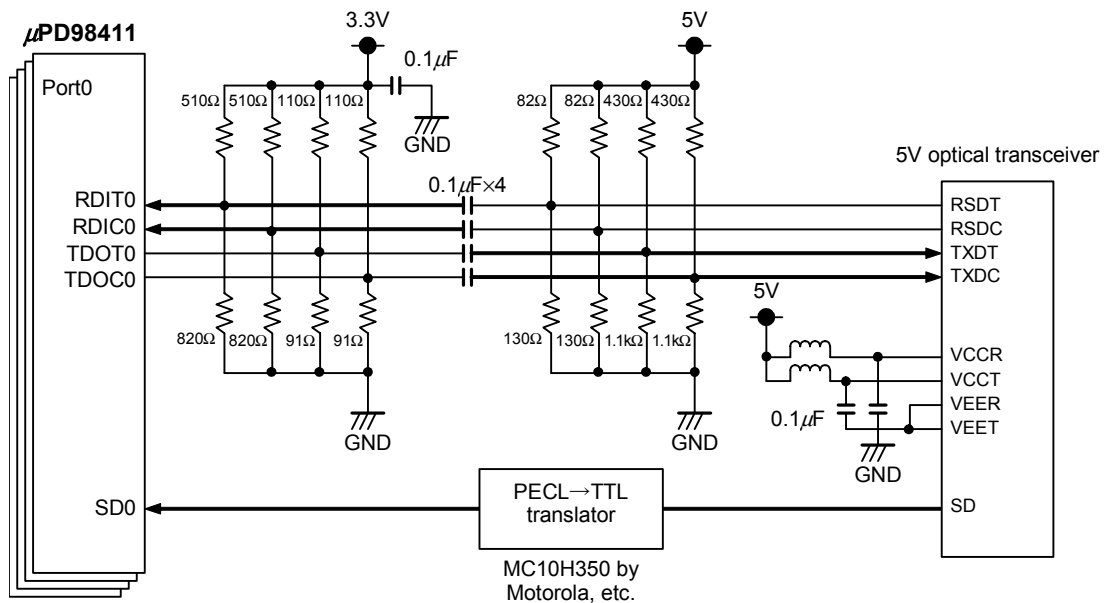 μPD98411
Port0
3.3V
0.1μF
5V
510Ω 510Ω 110Ω 110Ω
GND
82Ω 82Ω 430Ω 430Ω
5V optical transceiver
0.1μF×4
RDIT0
RDIC0
TDOT0
TDOC0
RSDT
RSDC
TXDT
TXDC
820Ω 820Ω 91Ω 91Ω
130Ω 130Ω 1.1kΩ 1.1kΩ
5V
VCCR
VCCT
VEER
VEET
0.1μF
GND
GND
GND
SD0
PECL→TTL
translator
SD
MC10H350 by
Motorola, etc.